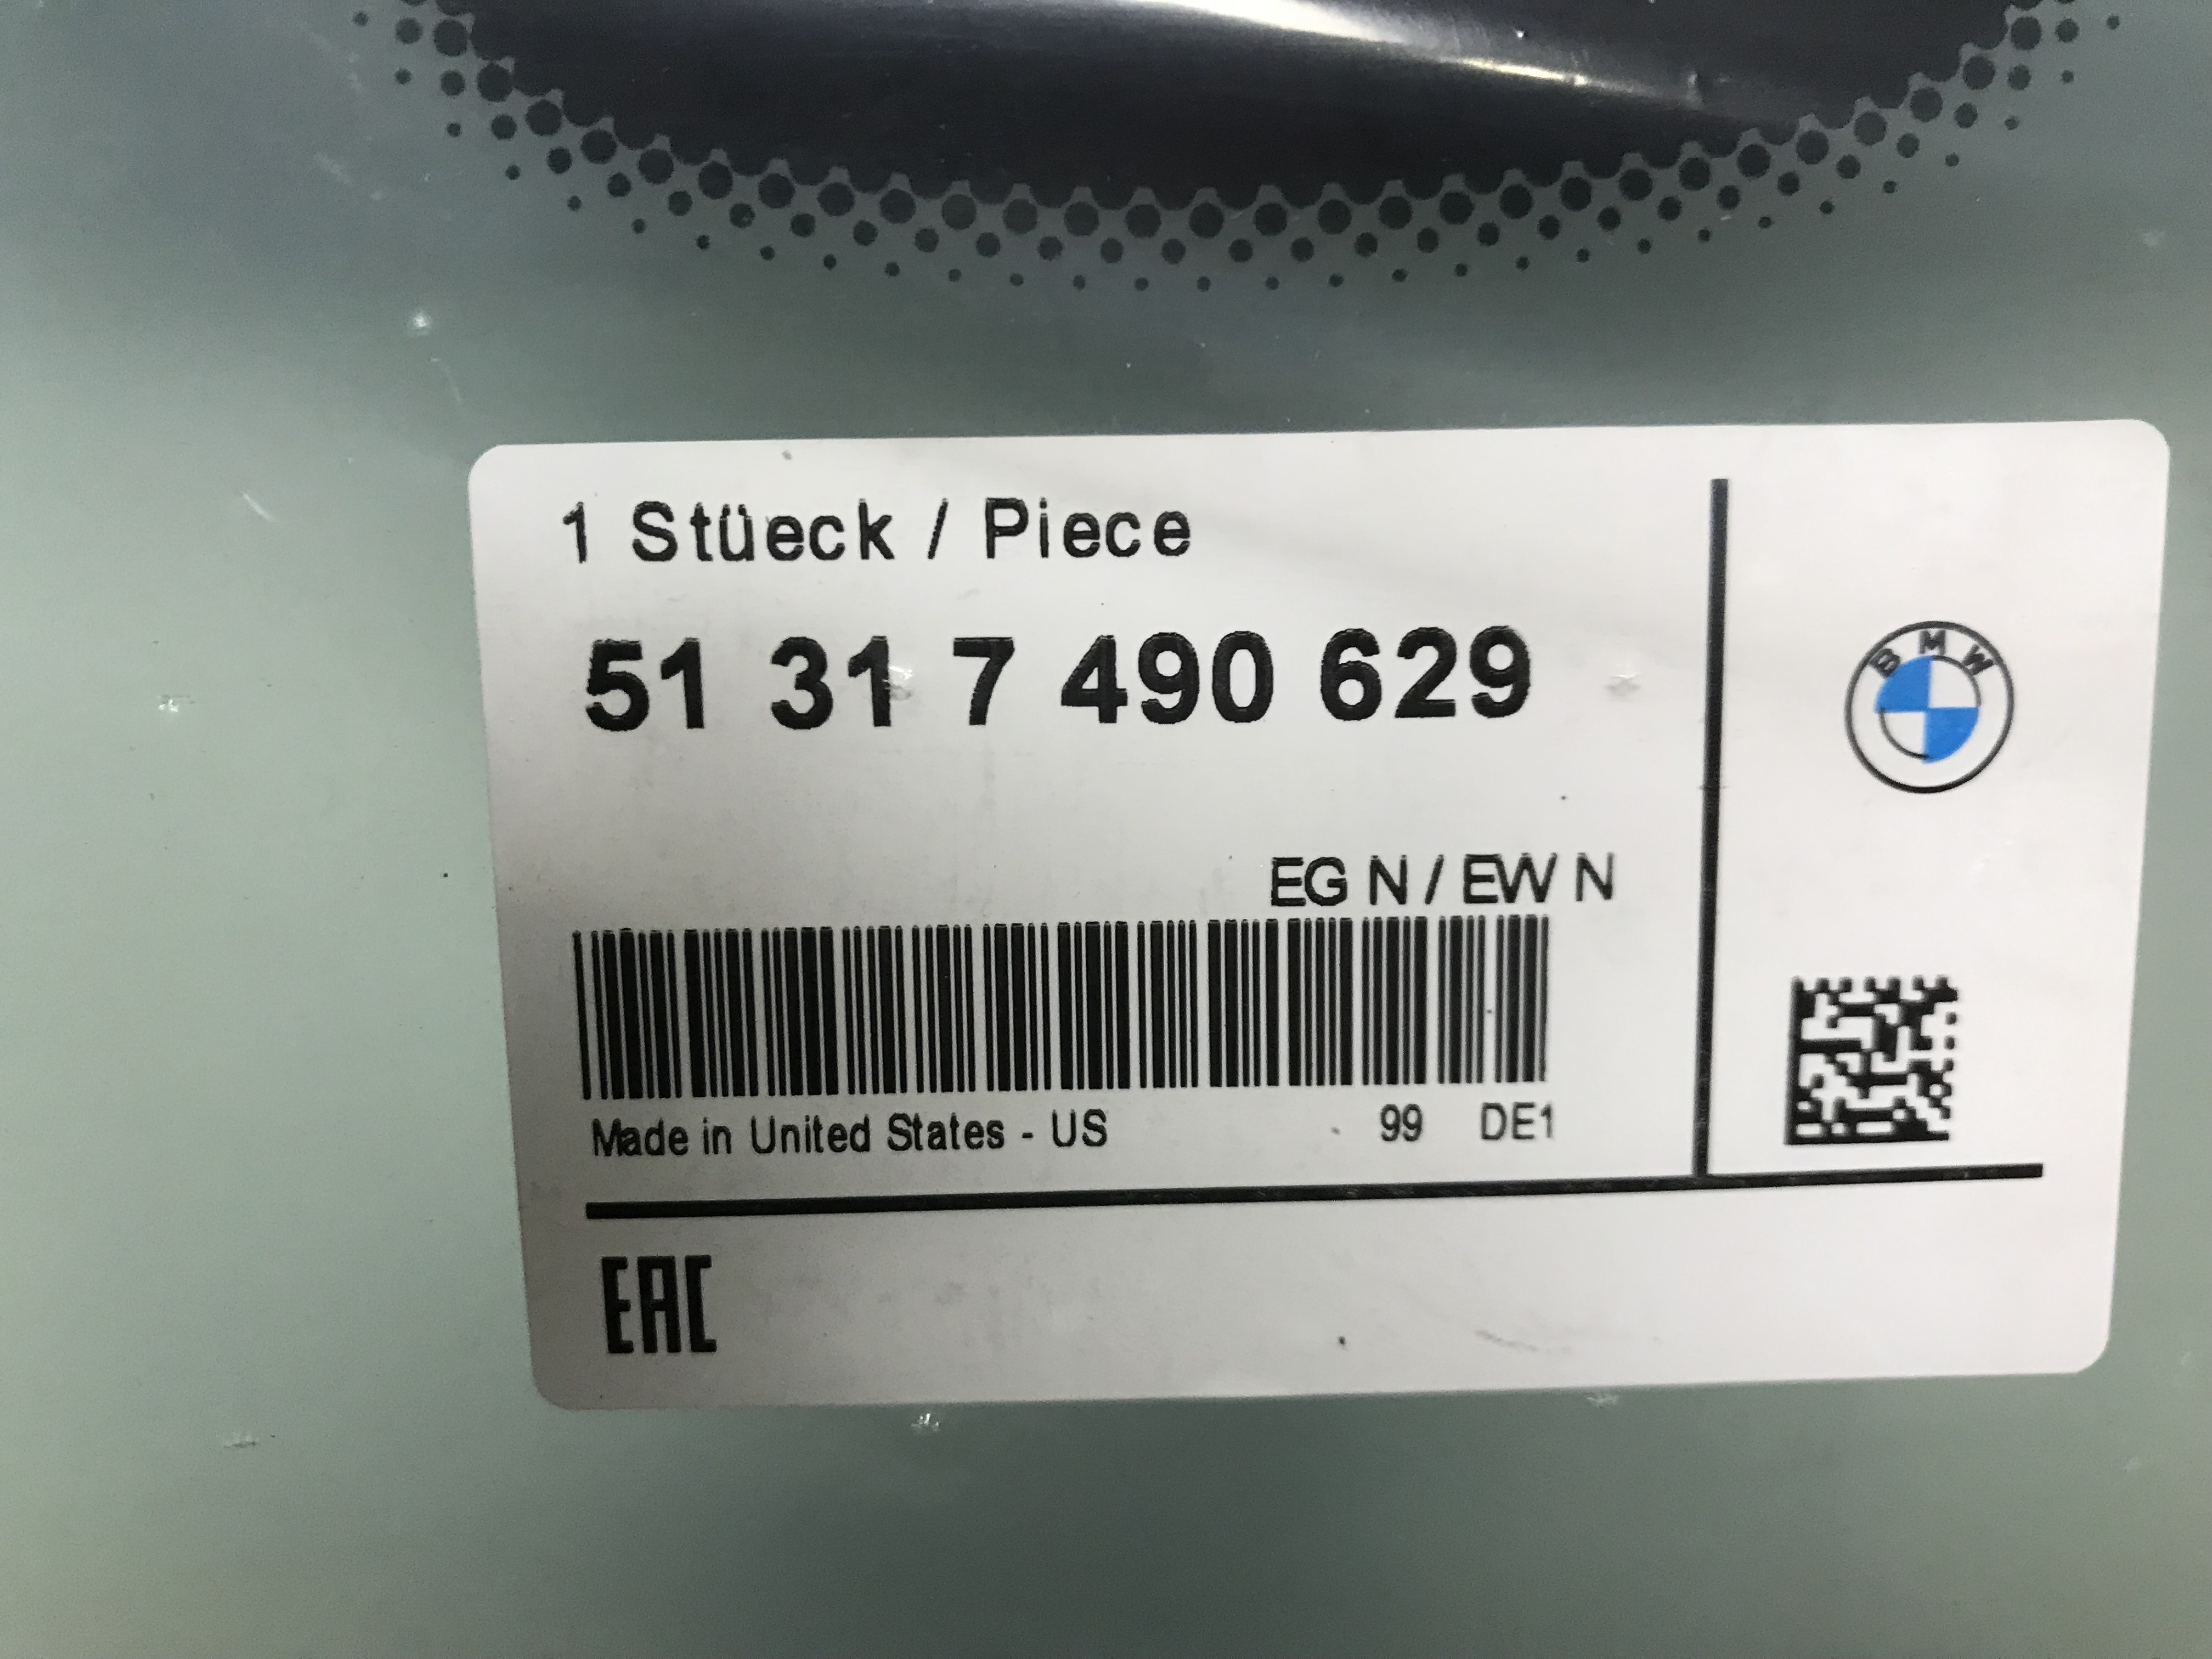 1 Stüeck / Piece
51 31 7 490 629
BMW
EG N / EW N
Made in United States - US 99 DE1
EAC